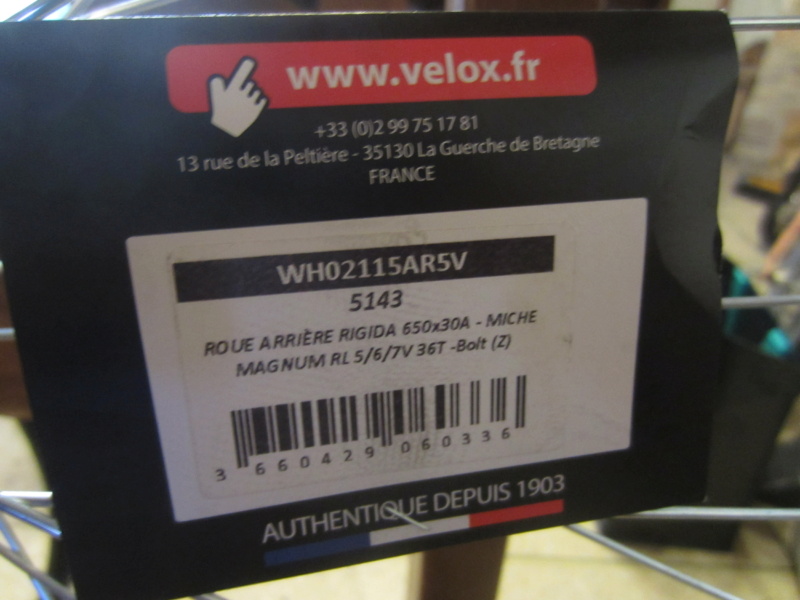 www.velox.fr
+33 (0)2 99 75 17 81
13 rue de la Peltière - 35130 La Guerche de Bretagne
FRANCE
WH02115AR5V
5143
ROUE ARRIÈRE RIGIDA 650x30A - MICHE
MAGNUM RL 5/6/7V 36T -Bolt (Z)
3 660429 060336
AUTHENTIQUE DEPUIS 1903